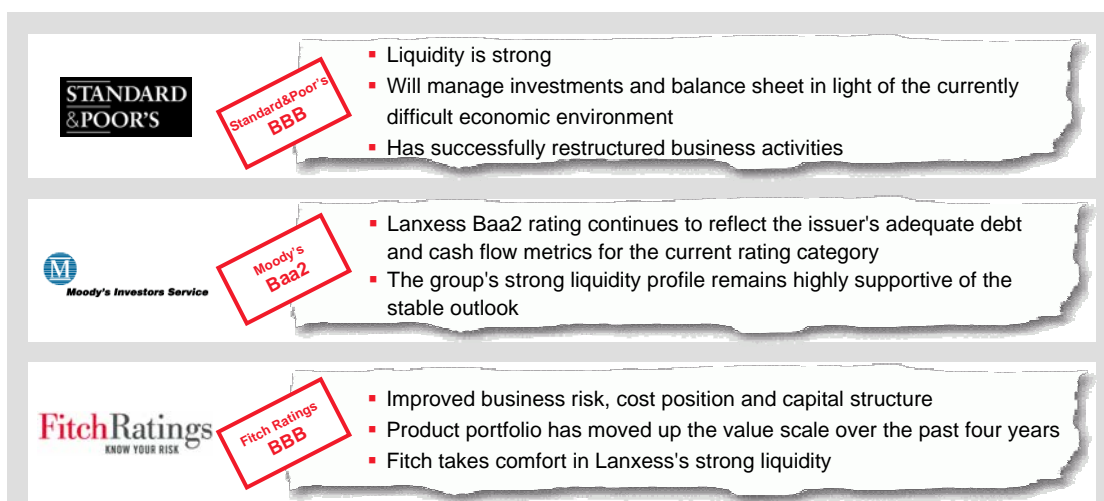 STANDARD
&POOR'S
Standard&Poor's
BBB
▪ Liquidity is strong
▪ Will manage investments and balance sheet in light of the currently
difficult economic environment
▪ Has successfully restructured business activities
M
Moody's Investors Service
Moody's
Baa2
▪ Lanxess Baa2 rating continues to reflect the issuer's adequate debt
and cash flow metrics for the current rating category
▪ The group's strong liquidity profile remains highly supportive of the
stable outlook
FitchRatings
KNOW YOUR RISK
Fitch Ratings
BBB
▪ Improved business risk, cost position and capital structure
▪ Product portfolio has moved up the value scale over the past four years
▪ Fitch takes comfort in Lanxess's strong liquidity